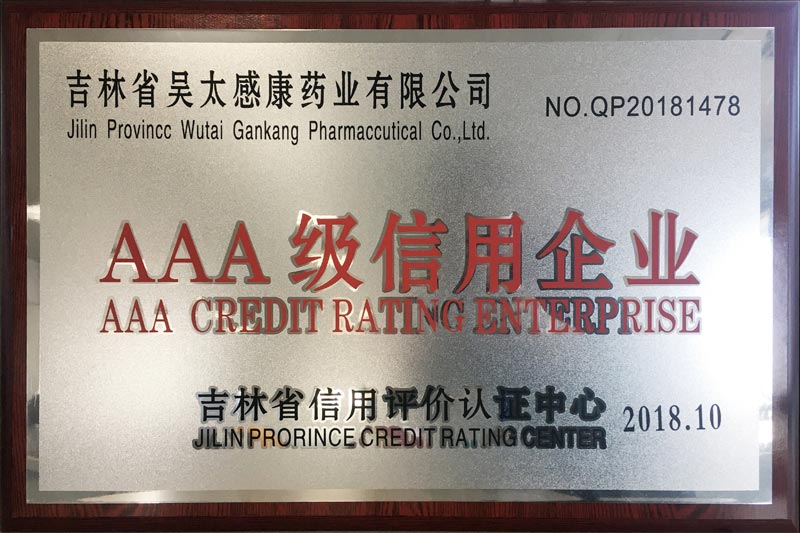 吉林省吴太感康药业有限公司
NO.QP20181478
Jilin Provincc Wutai Gankang Pharmaccutical Co.,Ltd.
AAA级信用企业
AAA CREDIT RATING ENTERPRISE
吉林省信用评价认证中心
2018.10
JILIN PRORINCE CREDIT RATING CENTER